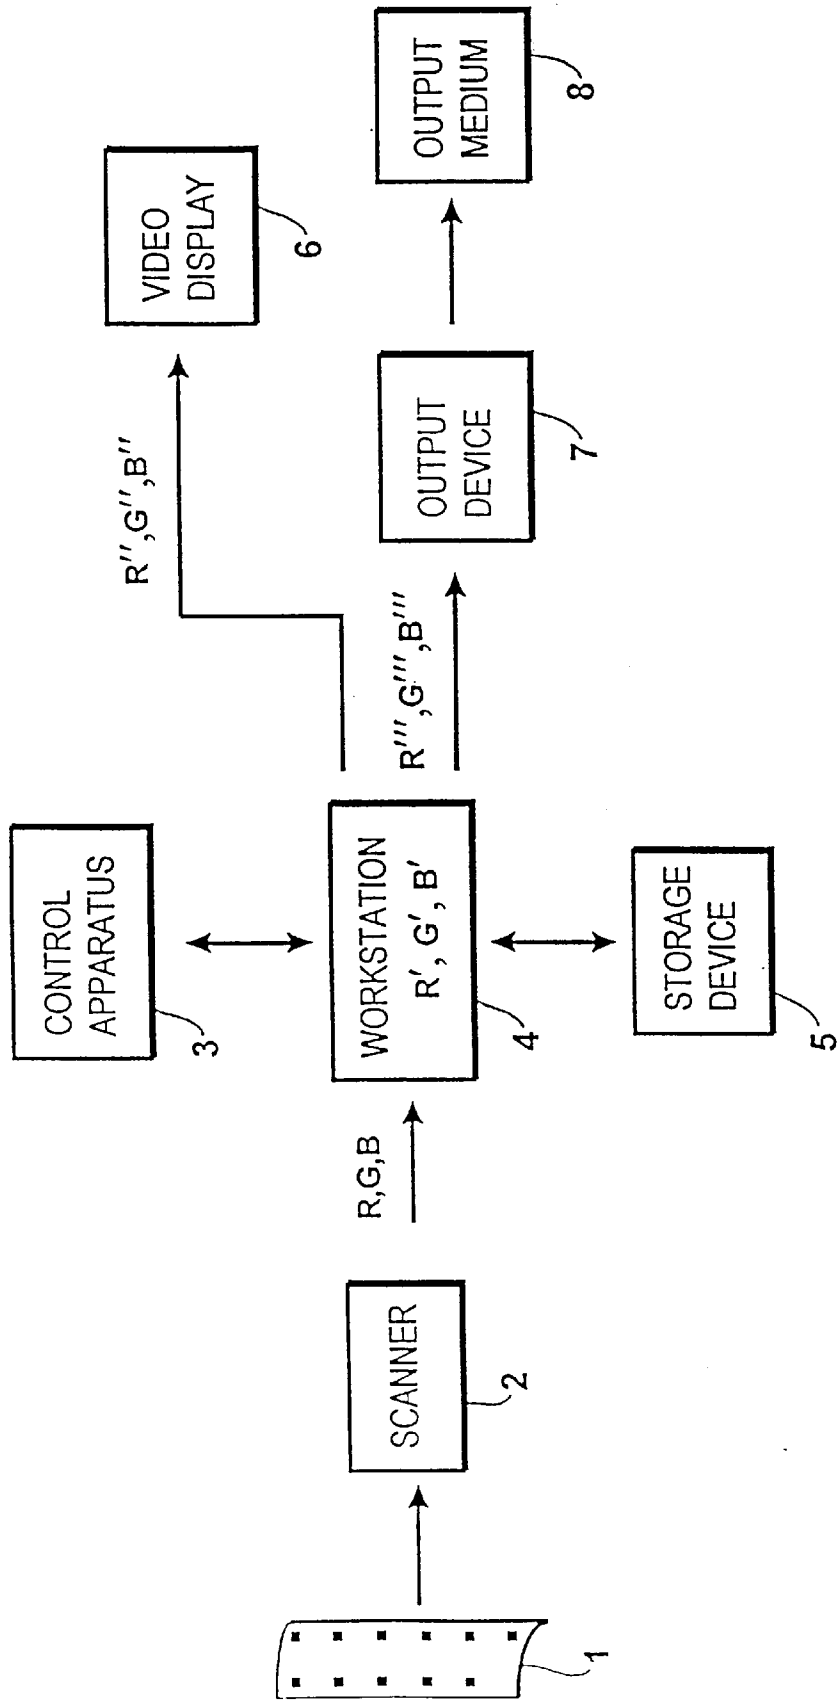 CONTROL
APPARATUS
3
VIDEO
DISPLAY
6
R'',G'',B''
1
SCANNER
2
R,G,B
WORKSTATION
R', G', B'
4
R''',G''',B'''
OUTPUT
DEVICE
7
OUTPUT
MEDIUM
8
STORAGE
DEVICE
5